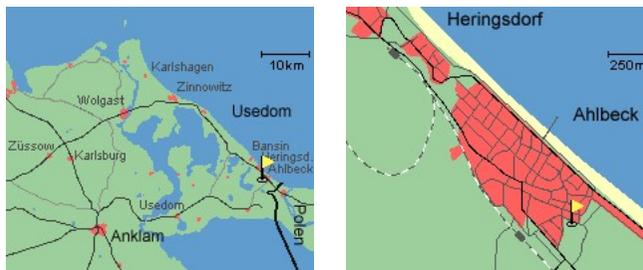 10km
Karlshagen
Zinnowitz
Wolgast
Usedom
Züssow
Karlsburg
Bansin
Heringsd.
Ahlbeck
Usedom
Anklam
Polen
Heringsdorf
250m
Ahlbeck